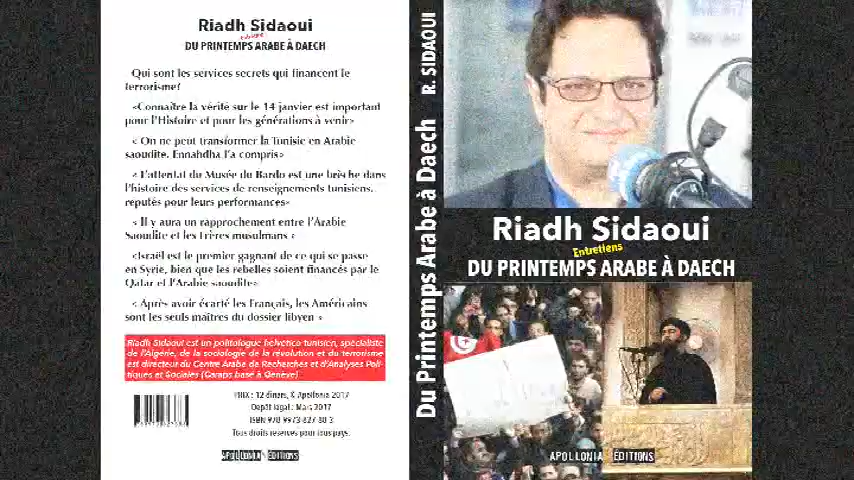 Riadh Sidaoui
Entretiens
DU PRINTEMPS ARABE À DAECH
Qui sont les services secrets qui financent le
terrorisme?
«Connaître la vérité sur le 14 janvier est important
pour l'Histoire et pour les générations à venir»
« On ne peut transformer la Tunisie en Arabie
saoudite. Ennahdha l'a compris»
« L'attentat du Musée du Bardo est une brèche dans
l'histoire des services de renseignements tunisiens,
réputés pour leurs performances»
« Il y aura un rapprochement entre l'Arabie
Saoudite et les Frères musulmans »
«Israël est le premier gagnant de ce qui se passe
en Syrie, bien que les rebelles soient financés par le
Qatar et l'Arabie saoudite»
« Après avoir écarté les Français, les Américains
sont les seuls maîtres du dossier libyen »
Riadh Sidaoui est un politologue helvético tunisien, spécialiste
de l'Algérie, de la sociologie de la révolution et du terrorisme
est directeur du Centre Arabe de Recherches et d'Analyses Poli-
tiques et Sociales (Caraps base à Genève)
PRIX : 12 dinars, © Apollonia 2017
Dépôt légal : Mars 2017
ISBN 978 9973 827 80 3
Tous droits réservés pour tous pays.
APOLLONIA ÉDITIONS
Du Printemps Arabe à Daech R. SIDAOUI
Riadh Sidaoui
Entretiens
DU PRINTEMPS ARABE À DAECH
APOLLONIA ÉDITIONS